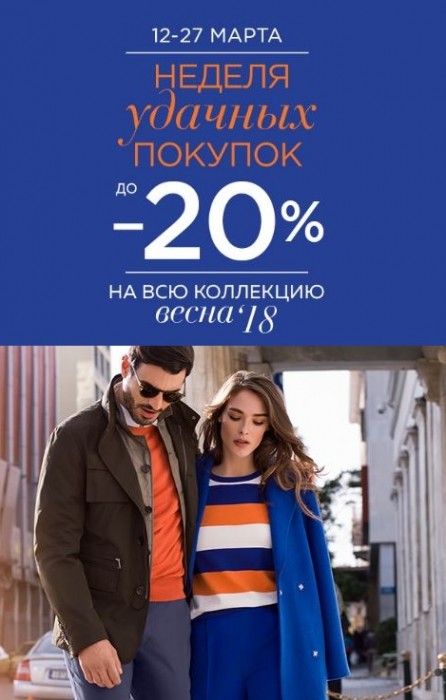 12-27 МАРТА
НЕДЕЛЯ
удачных
ПОКУПОК
ДО
-20%
НА ВСЮ КОЛЛЕКЦИЮ
весна'18